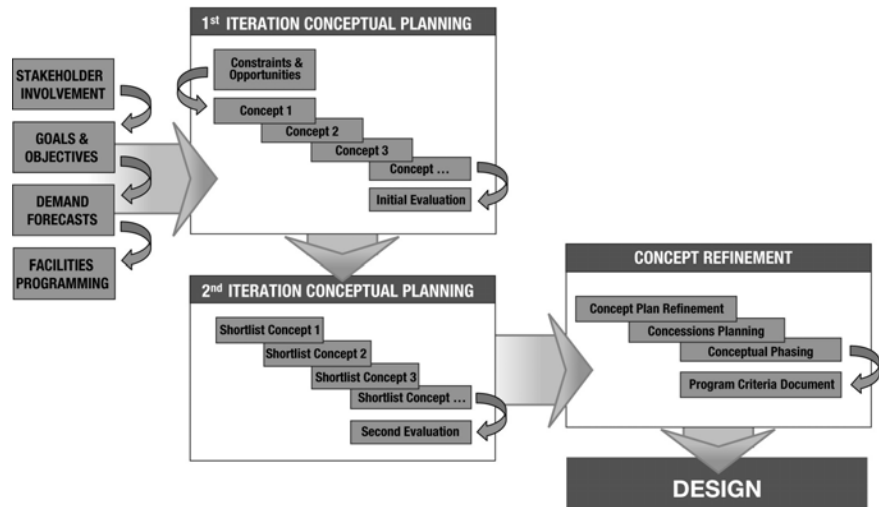 STAKEHOLDER
INVOLVEMENT
GOALS &
OBJECTIVES
DEMAND
FORECASTS
FACILITIES
PROGRAMMING
1st ITERATION CONCEPTUAL PLANNING
Constraints &
Opportunities
Concept 1
Concept 2
Concept 3
Concept ...
Initial Evaluation
2nd ITERATION CONCEPTUAL PLANNING
Shortlist Concept 1
Shortlist Concept 2
Shortlist Concept 3
Shortlist Concept ...
Second Evaluation
CONCEPT REFINEMENT
Concept Plan Refinement
Concessions Planning
Conceptual Phasing
Program Criteria Document
DESIGN